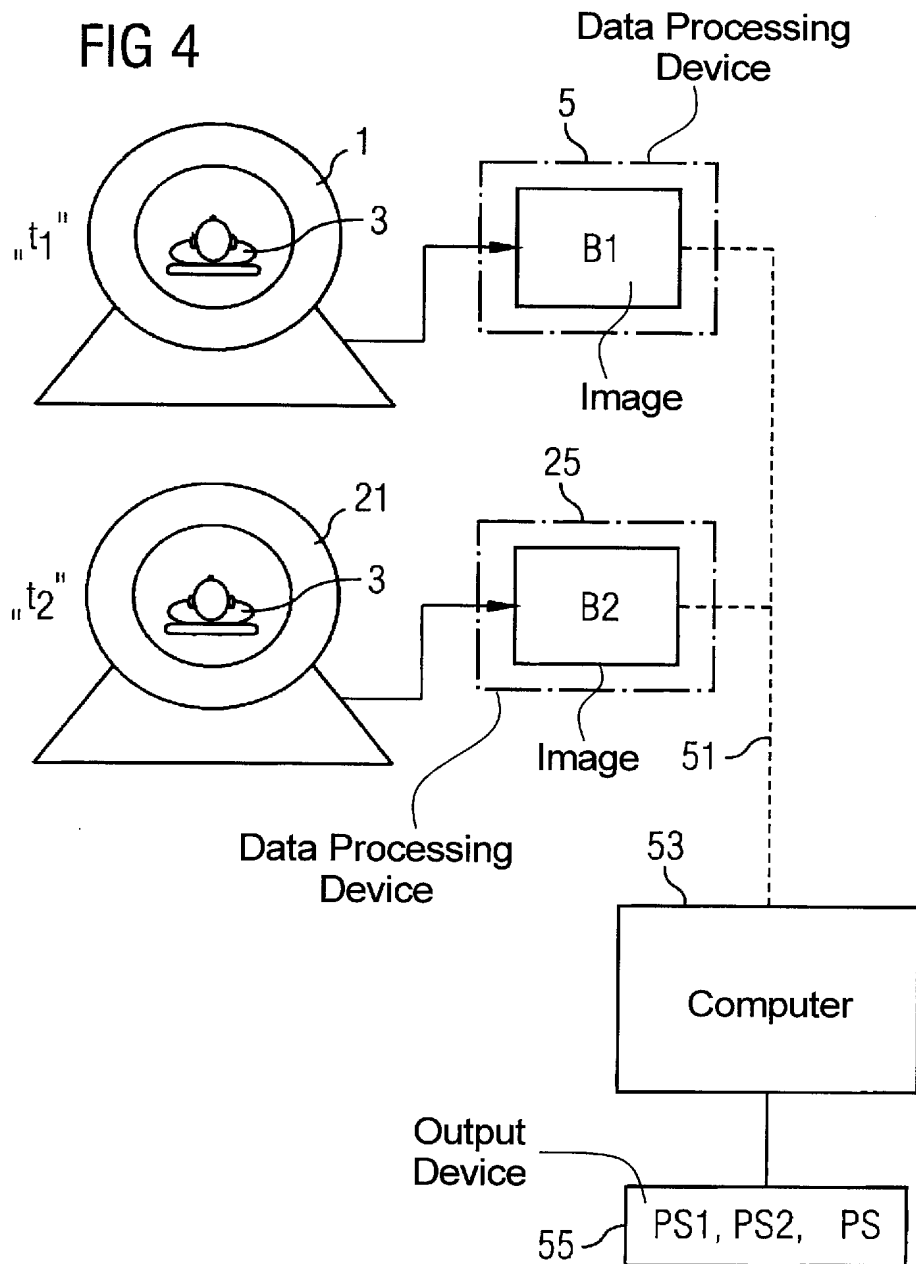 FIG 4
Data Processing
Device
5
1
3
„t1"
B1
Image
25
21
3
„t2"
B2
Image
51
Data Processing
Device
53
Computer
Output
Device
55
PS1, PS2, PS